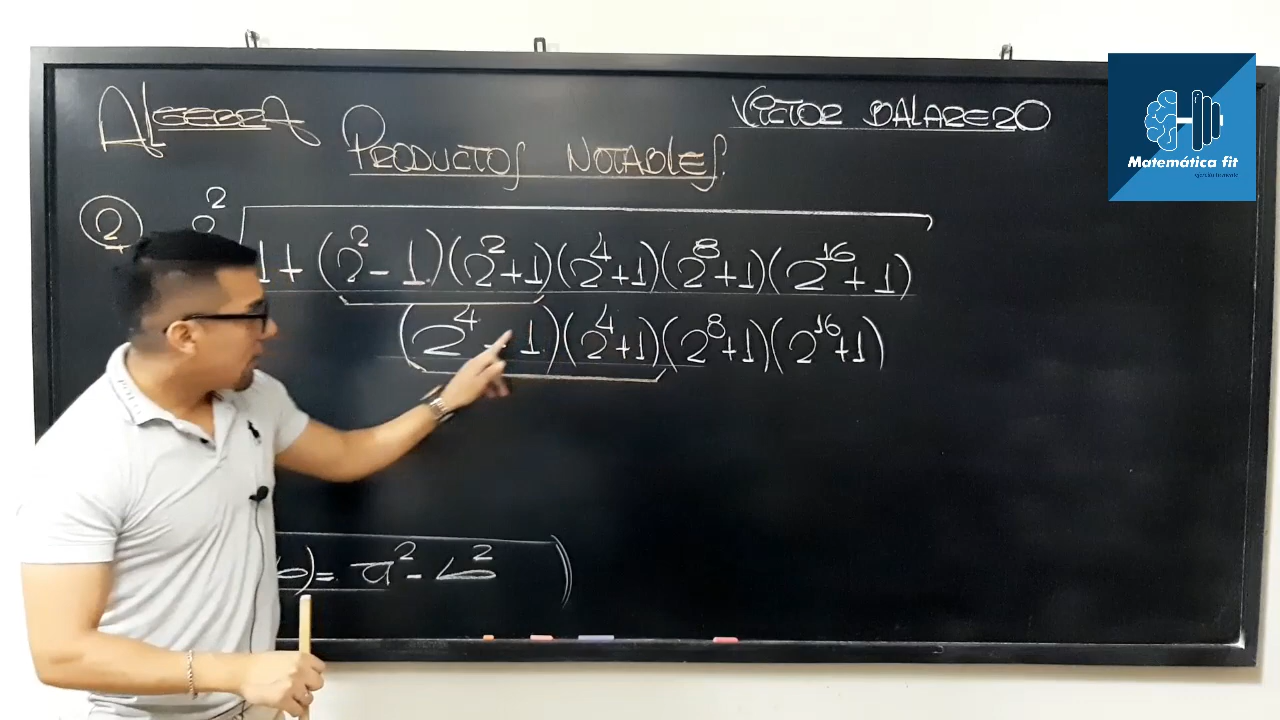 ALGEBRA
VICTOR BALAREZO
PRODUCTOS NOTABLES
Matemática fit
2
1 + (2² - 1)(2² + 1)(2⁴ + 1)(2⁸ + 1)(2¹⁶ + 1)
(2⁴ - 1)(2⁴ + 1)(2⁸ + 1)(2¹⁶ + 1)
b) = a² - b² )